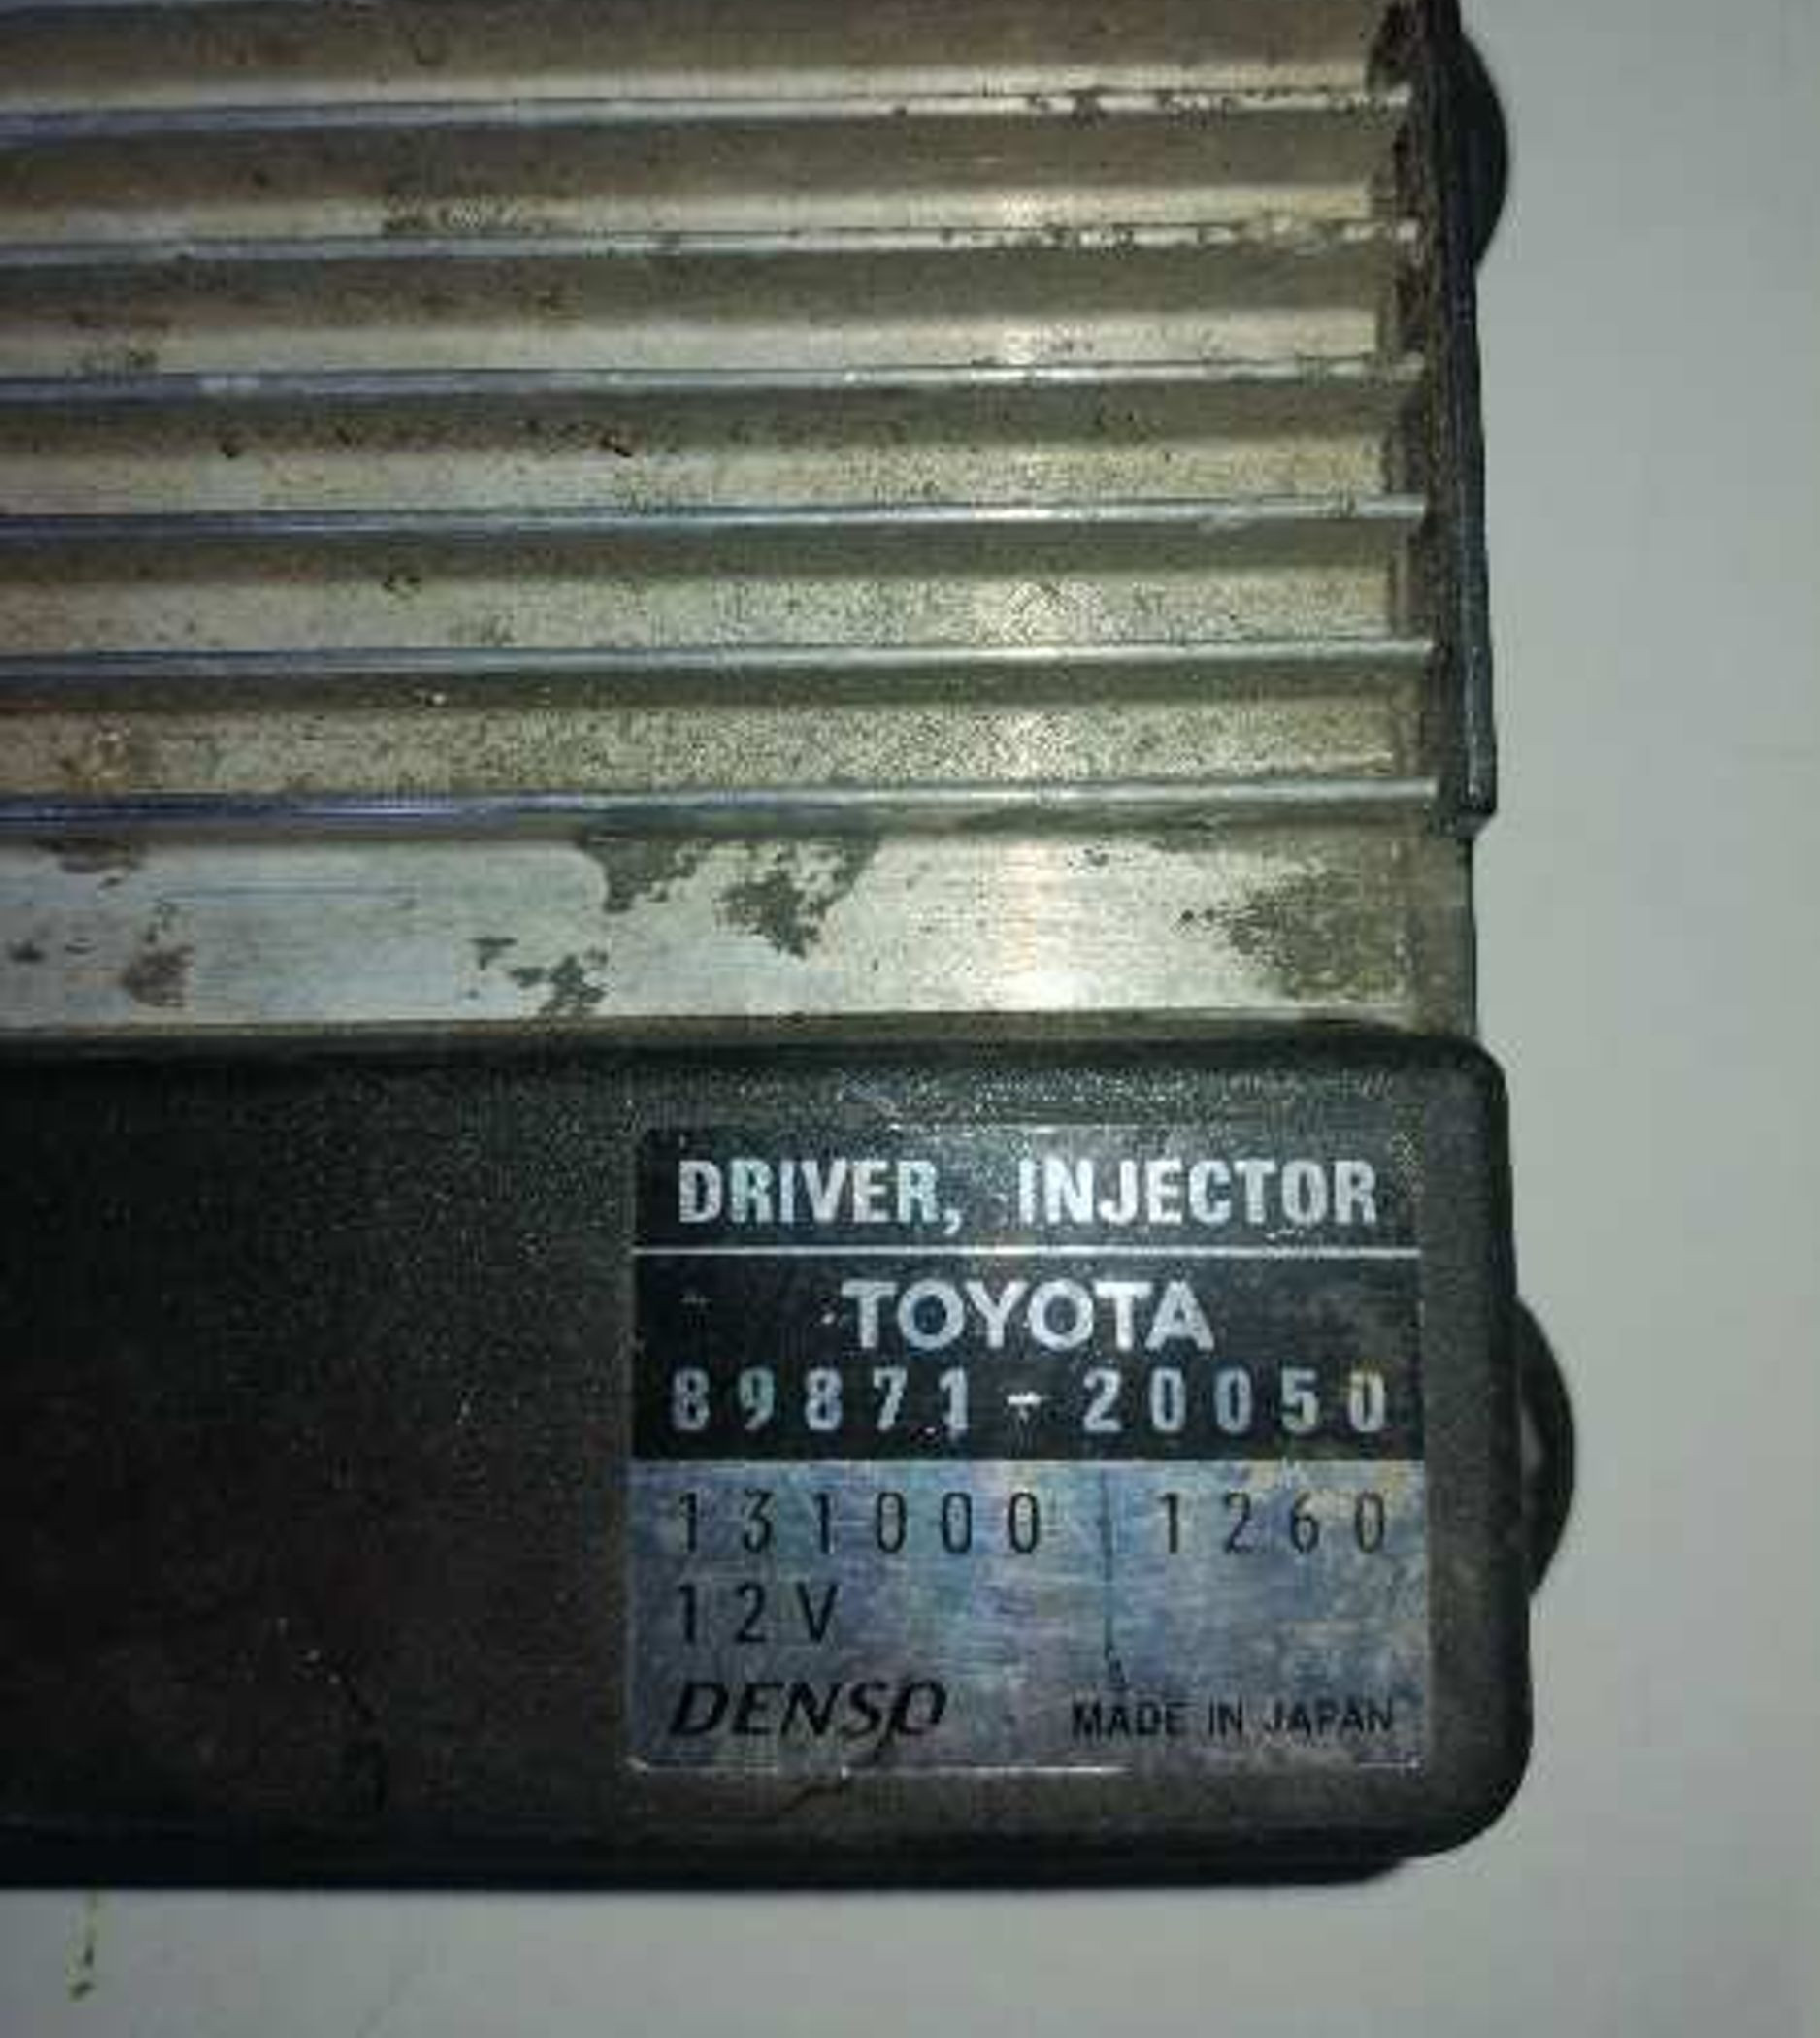 DRIVER, INJECTOR
TOYOTA
89871-20050
131000 1260
12V
DENSO MADE IN JAPAN